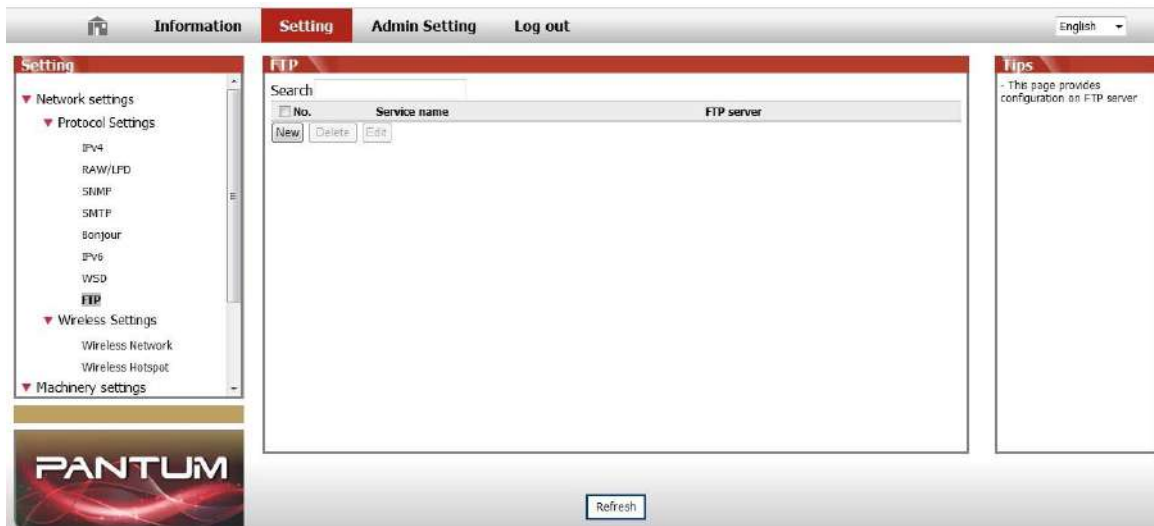 Information Setting Admin Setting Log out English
Setting
▼ Network settings
▼ Protocol Settings
IPv4
RAW/LPD
SNMP
SMTP
Bonjour
IPv6
WSD
FTP
▼ Wireless Settings
Wireless Network
Wireless Hotspot
▼ Machinery settings
PANTUM
FTP
Search
No. Service name FTP server
New Delete Edit
Refresh
Tips
- This page provides
configuration on FTP server